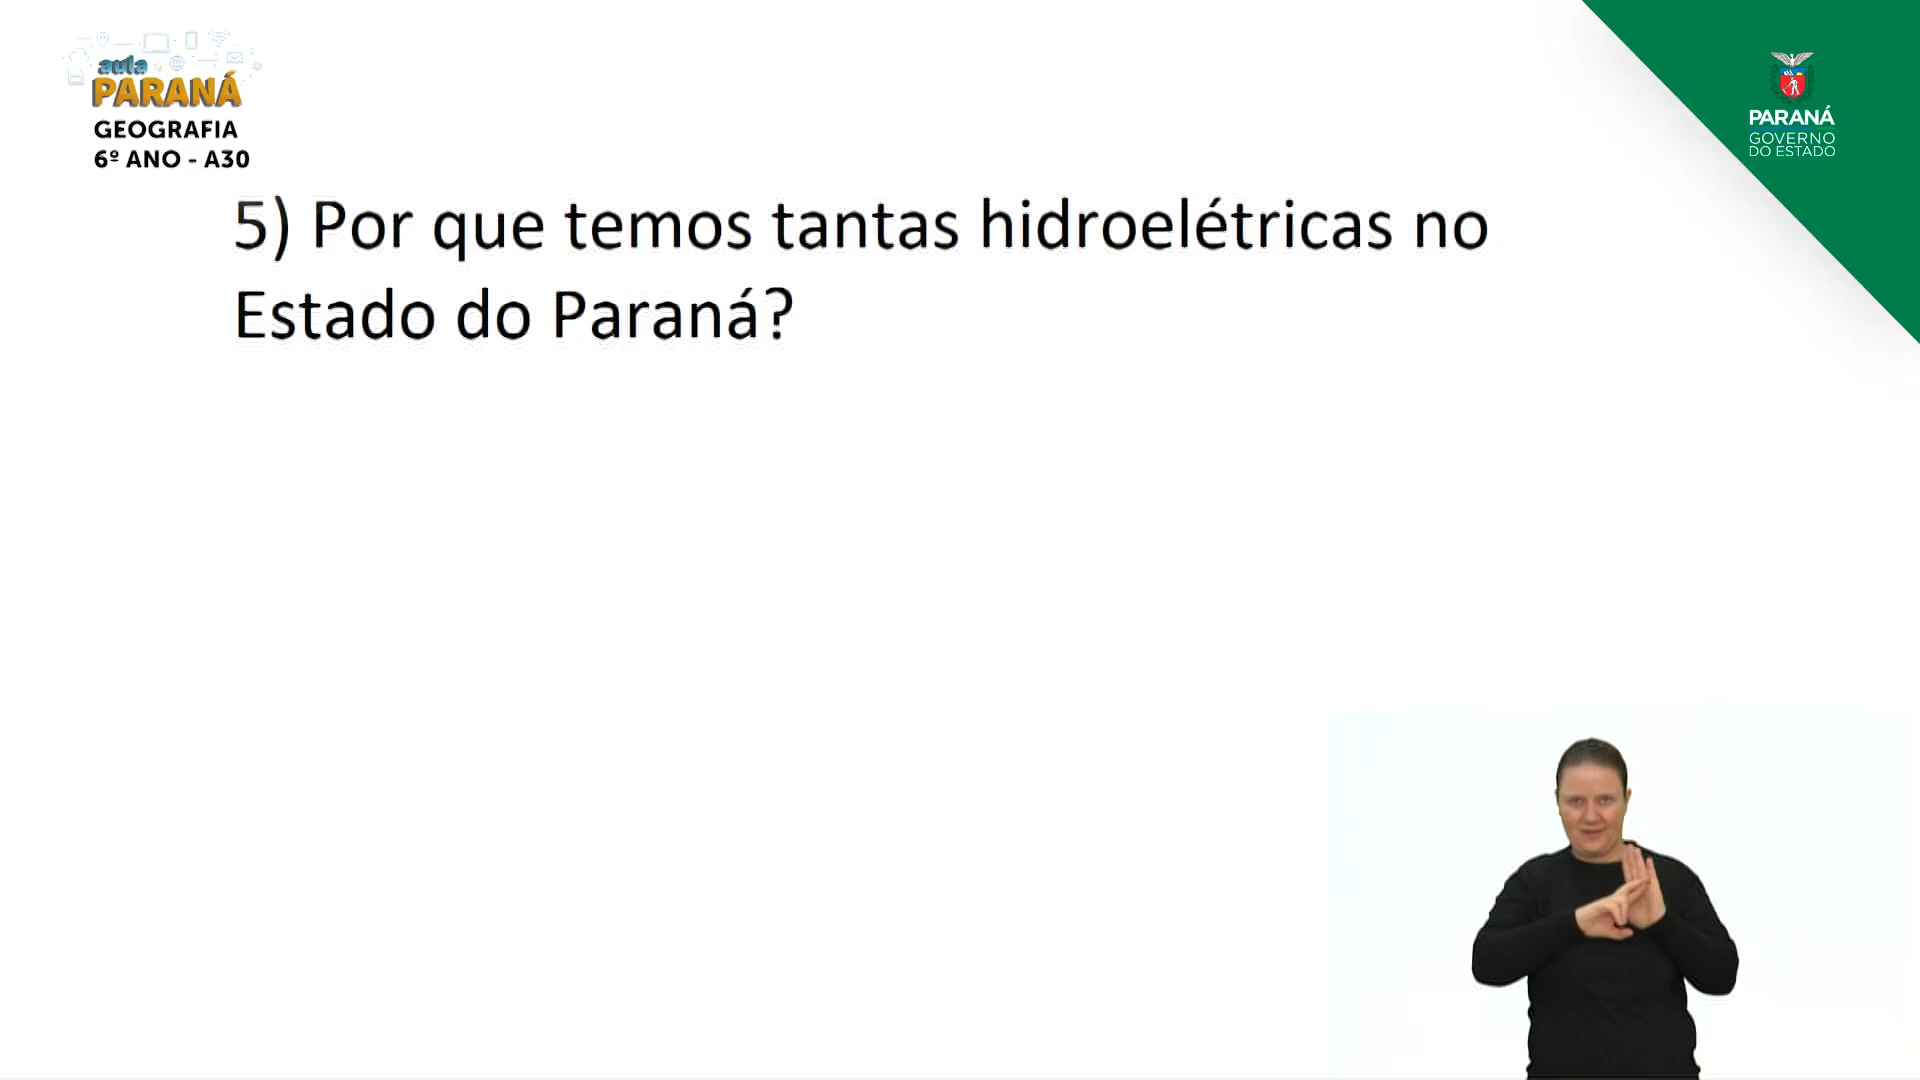 aula
PARANÁ
GEOGRAFIA
6º ANO - A30
PARANÁ
GOVERNO
DO ESTADO
5) Por que temos tantas hidroelétricas no
Estado do Paraná?